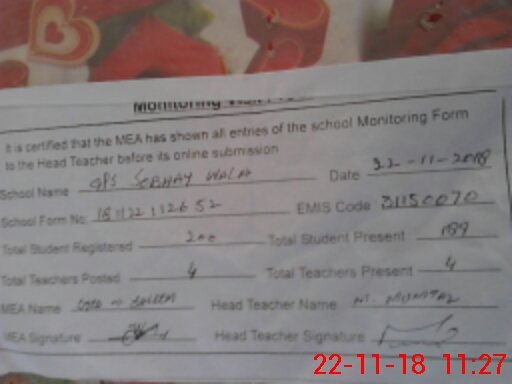 Monitoring
It is certified that the MEA has shown all entries of the school Monitoring Form
to the Head Teacher before its online submission
School Name GPS Date 22-11-2018
School Form No: EMIS Code 31150070
Total Student Registered 200 Total Student Present
Total Teachers Posted 4 Total Teachers Present 4
MEA Name Head Teacher Name M. MUMTAZ
MEA Signature Head Teacher Signature
22-11-18 11:27